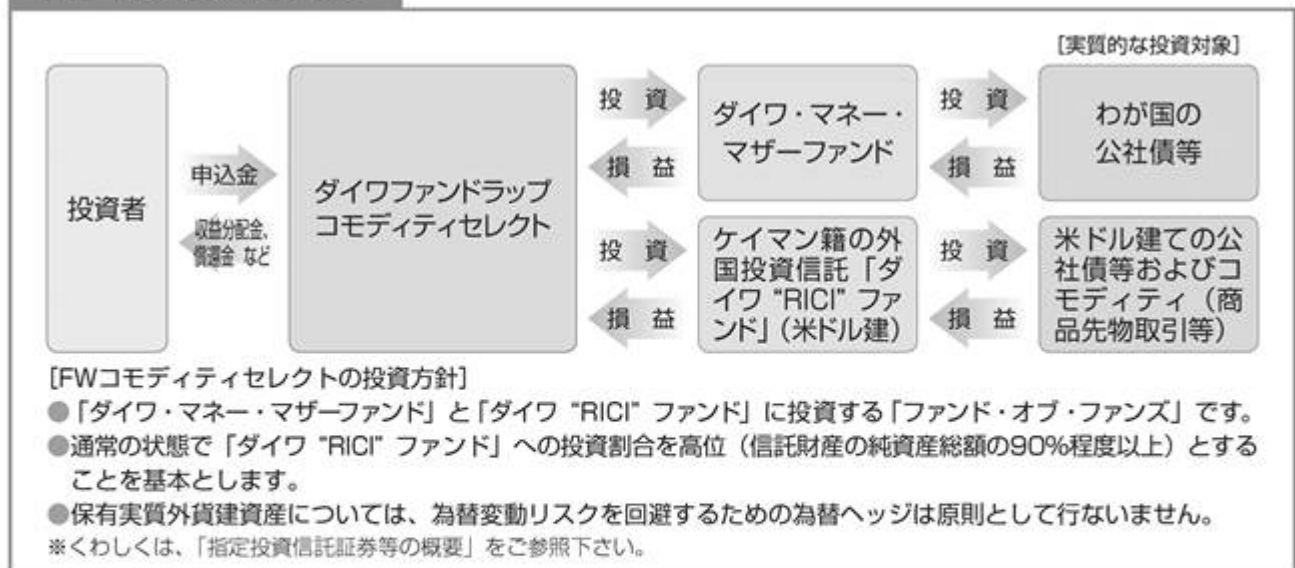 [実質的な投資対象]
投資者
申込金
収益分配金、
償還金 など
ダイワファンドラップ
コモディティセレクト
投 資
損 益
ダイワ・マネー・
マザーファンド
投 資
損 益
わが国の
公社債等
投 資
損 益
ケイマン籍の外
国投資信託「ダ
イワ “RICI” ファ
ンド」(米ドル建)
投 資
損 益
米ドル建ての公
社債等およびコ
モディティ(商
品先物取引等)
[FWコモディティセレクトの投資方針]
●「ダイワ・マネー・マザーファンド」と「ダイワ “RICI” ファンド」に投資する「ファンド・オブ・ファンズ」です。
●通常の状態で「ダイワ “RICI” ファンド」への投資割合を高位(信託財産の純資産総額の90%程度以上)とする
ことを基本とします。
●保有実質外貨建資産については、為替変動リスクを回避するための為替ヘッジは原則として行ないません。
※くわしくは、「指定投資信託証券等の概要」をご参照下さい。